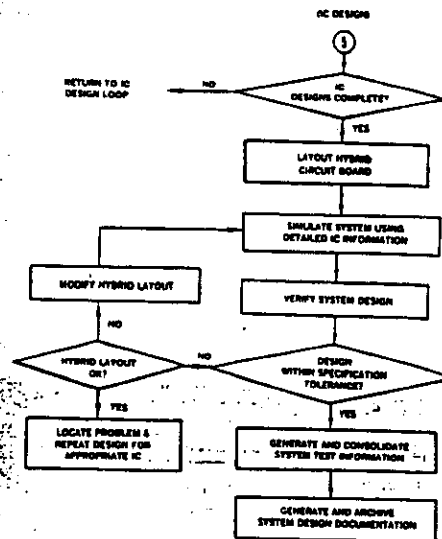 IC DESIGNS
5
RETURN TO IC
DESIGN LOOP
NO
IC
DESIGNS COMPLETE?
YES
LAYOUT HYBRID
CIRCUIT BOARD
SIMULATE SYSTEM USING
DETAILED IC INFORMATION
MODIFY HYBRID LAYOUT
VERIFY SYSTEM DESIGN
NO
HYBRID LAYOUT
OK?
NO
DESIGN
WITHIN SPECIFICATION
TOLERANCE?
YES
YES
LOCATE PROBLEM &
REPEAT DESIGN FOR
APPROPRIATE IC
GENERATE AND CONSOLIDATE
SYSTEM TEST INFORMATION
GENERATE AND ARCHIVE
SYSTEM DESIGN DOCUMENTATION